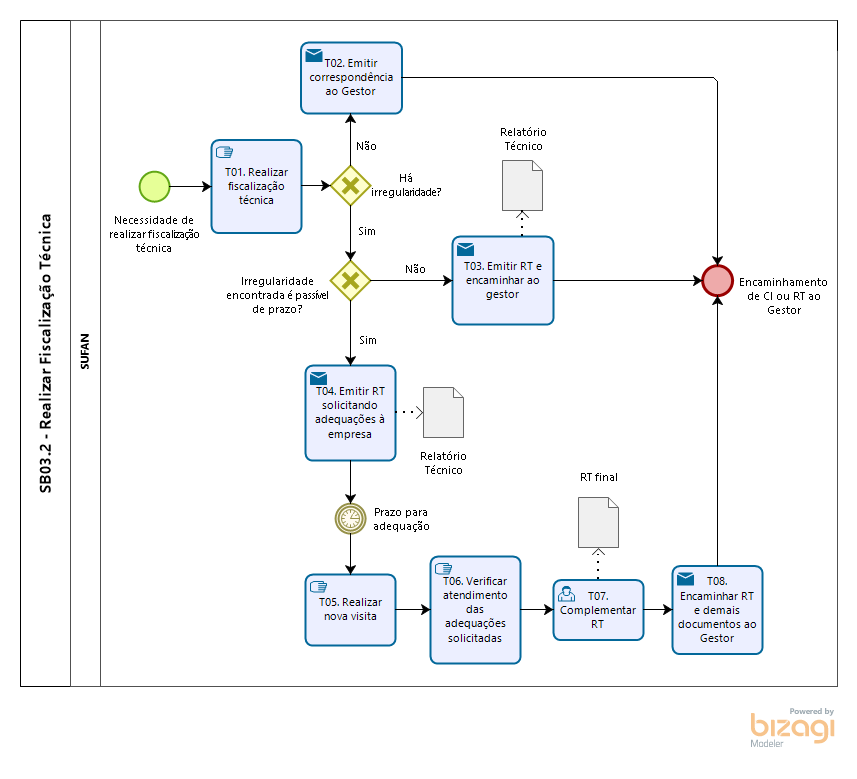 SB03.2 - Realizar Fiscalização Técnica
SUFAN
T02. Emitir
correspondência
ao Gestor
Não
Relatório
Técnico
T01. Realizar
fiscalização
técnica
Há
irregularidade?
Necessidade de
realizar fiscalização
técnica
Sim
Irregularidade
encontrada é passível
de prazo?
Não
T03. Emitir RT e
encaminhar ao
gestor
Encaminhamento
de CI ou RT ao
Gestor
Sim
T04. Emitir RT
solicitando
adequações à
empresa
Relatório
Técnico
Prazo para
adequação
RT final
T05. Realizar
nova visita
T06. Verificar
atendimento
das
adequações
solicitadas
T07.
Complementar
RT
T08.
Encaminhar RT
e demais
documentos ao
Gestor
Powered by
bizagi
Modeler